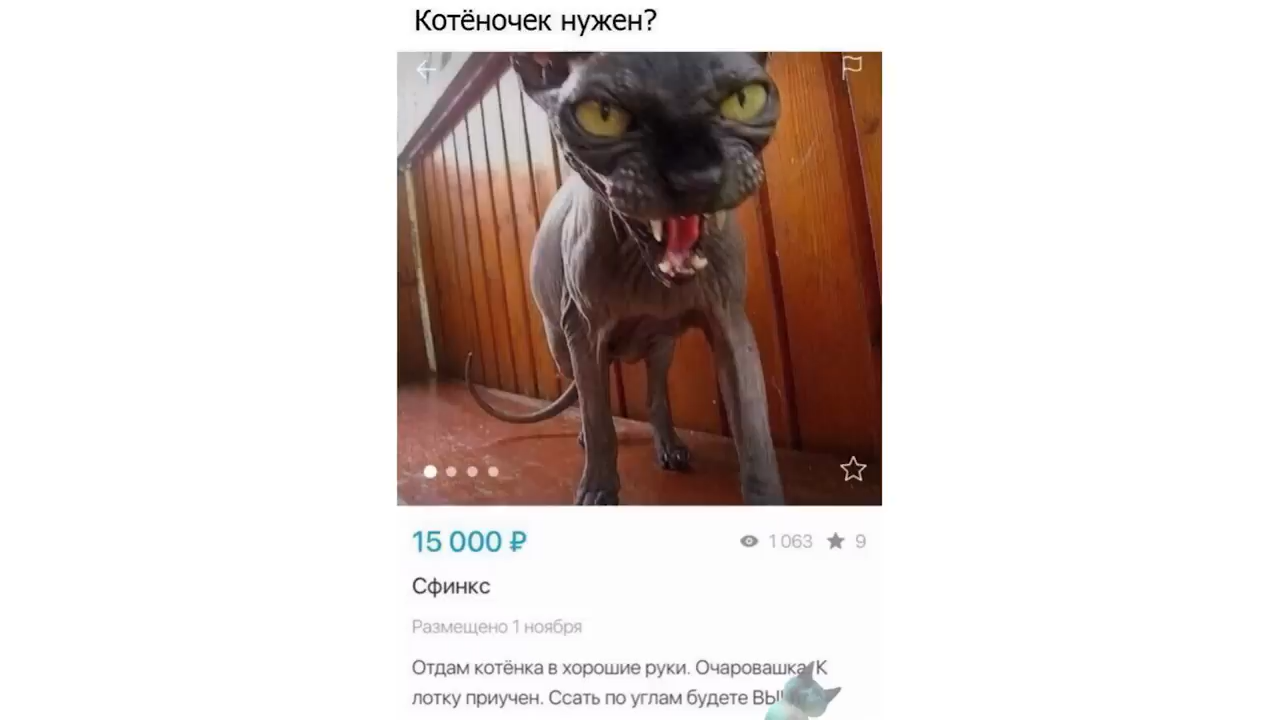 Котёночек нужен?
15 000 ₽
1 063
9
Сфинкс
Размещено 1 ноября
Отдам котёнка в хорошие руки. Очаровашка. К
лотку приучен. Ссать по углам будете ВЫ!